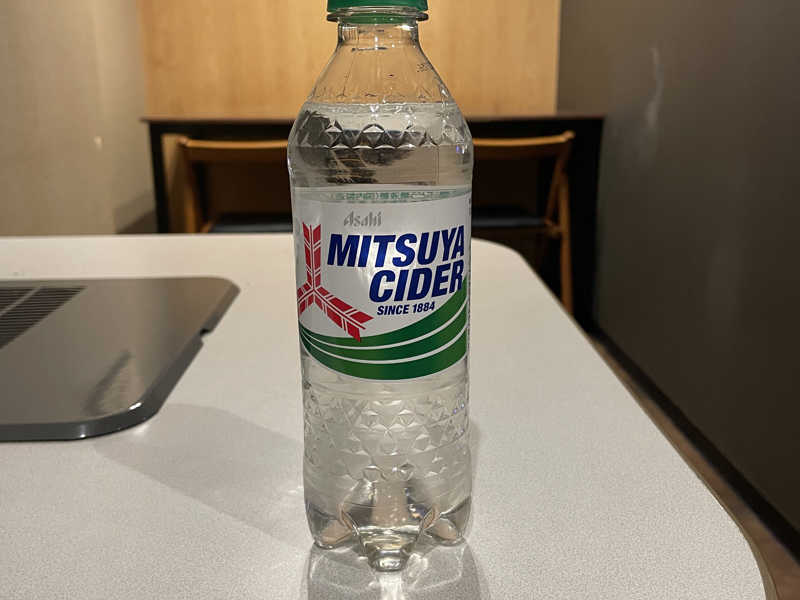 Asahi
MITSUYA
CIDER
SINCE 1884